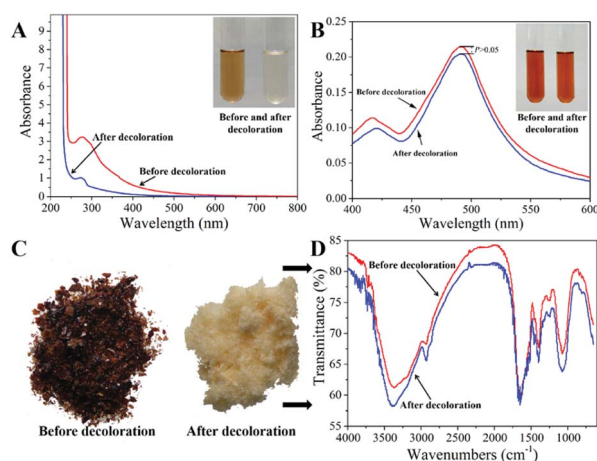 A
Absorbance
9
8
7
6
5
4
3
2
1
0
200 300 400 500 600 700 800
Wavelength (nm)
Before and after
decoloration
After decoloration
Before decoloration
B
Absorbance
0.25
0.20
0.15
0.10
0.05
0.00
400 450 500 550 600
Wavelength (nm)
P>0.05
Before decoloration
After decoloration
Before and after
decoloration
C
Before decoloration
After decoloration
D
Transmittance (%)
85
80
75
70
65
60
55
50
4000 3000 2000 1000
Wavenumbers (cm⁻¹)
Before decoloration
After decoloration